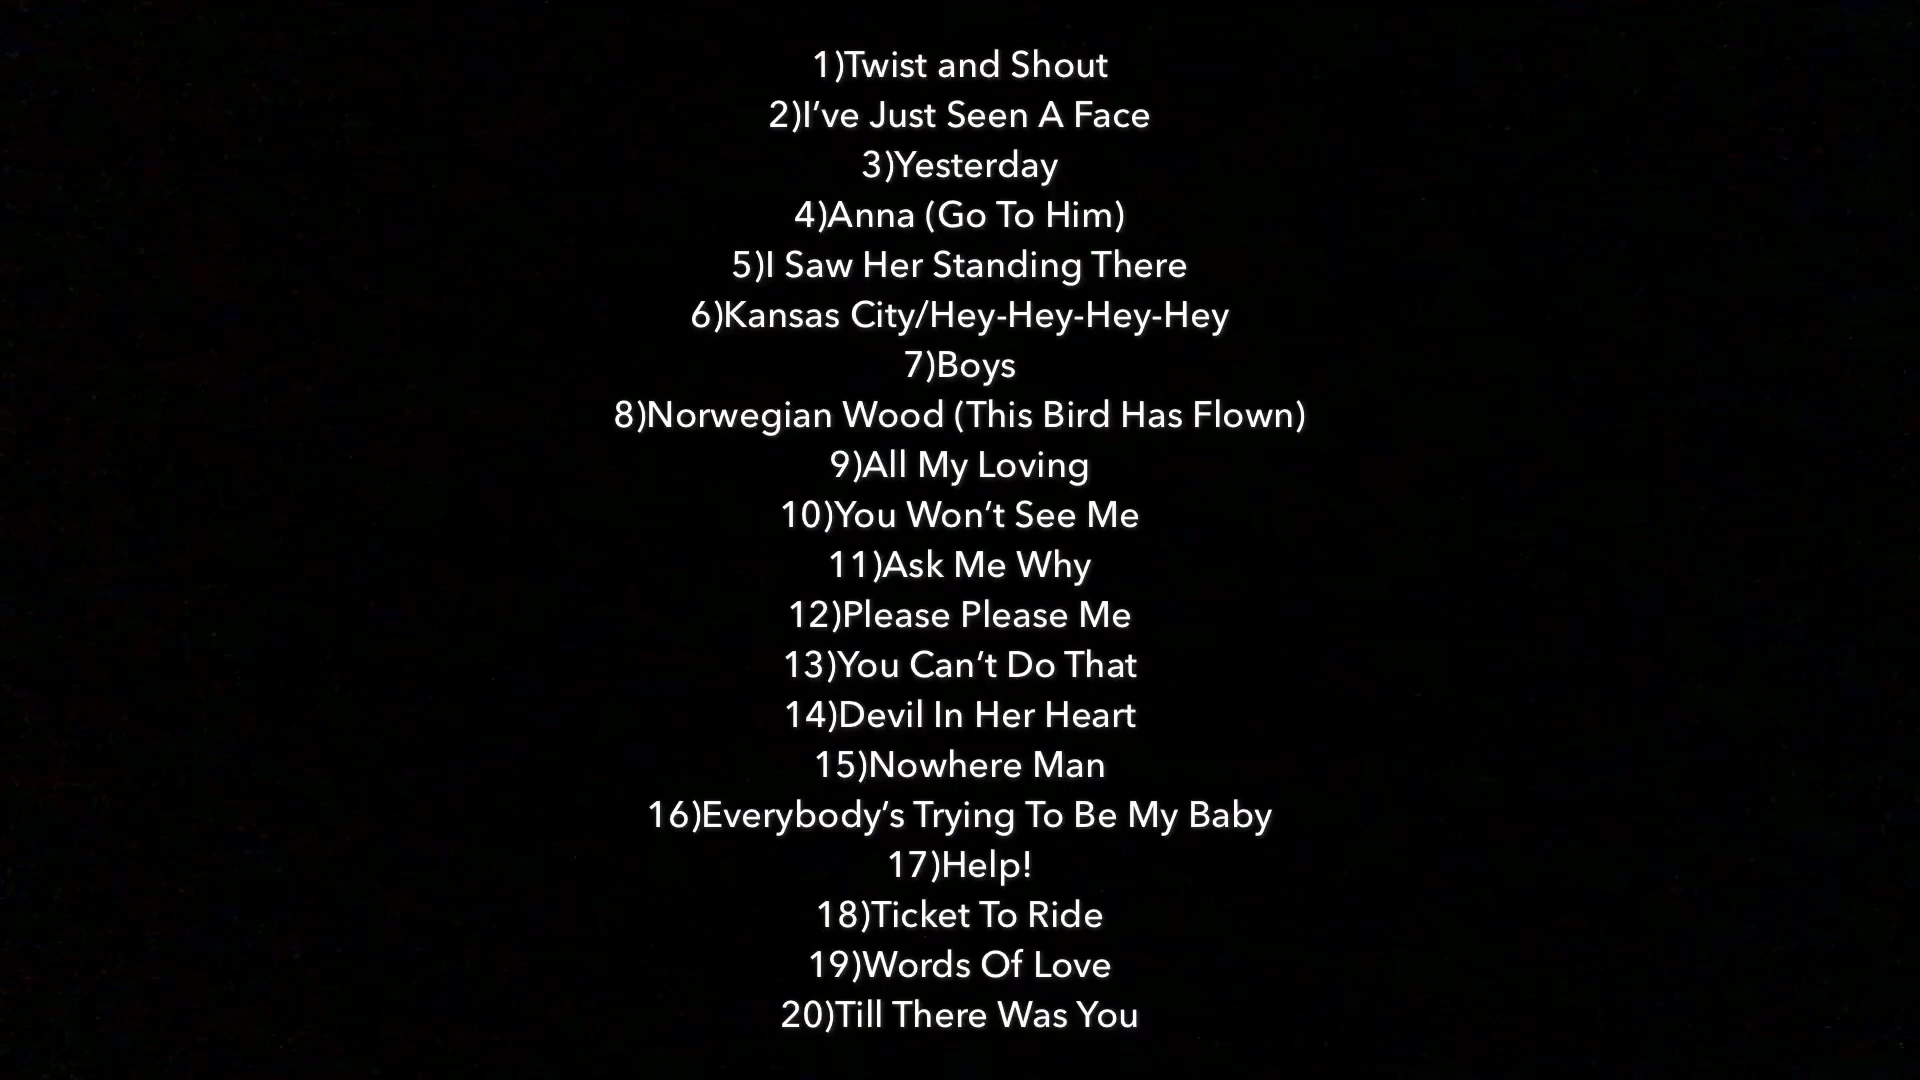 1)Twist and Shout
2)I’ve Just Seen A Face
3)Yesterday
4)Anna (Go To Him)
5)I Saw Her Standing There
6)Kansas City/Hey-Hey-Hey-Hey
7)Boys
8)Norwegian Wood (This Bird Has Flown)
9)All My Loving
10)You Won’t See Me
11)Ask Me Why
12)Please Please Me
13)You Can’t Do That
14)Devil In Her Heart
15)Nowhere Man
16)Everybody’s Trying To Be My Baby
17)Help!
18)Ticket To Ride
19)Words Of Love
20)Till There Was You